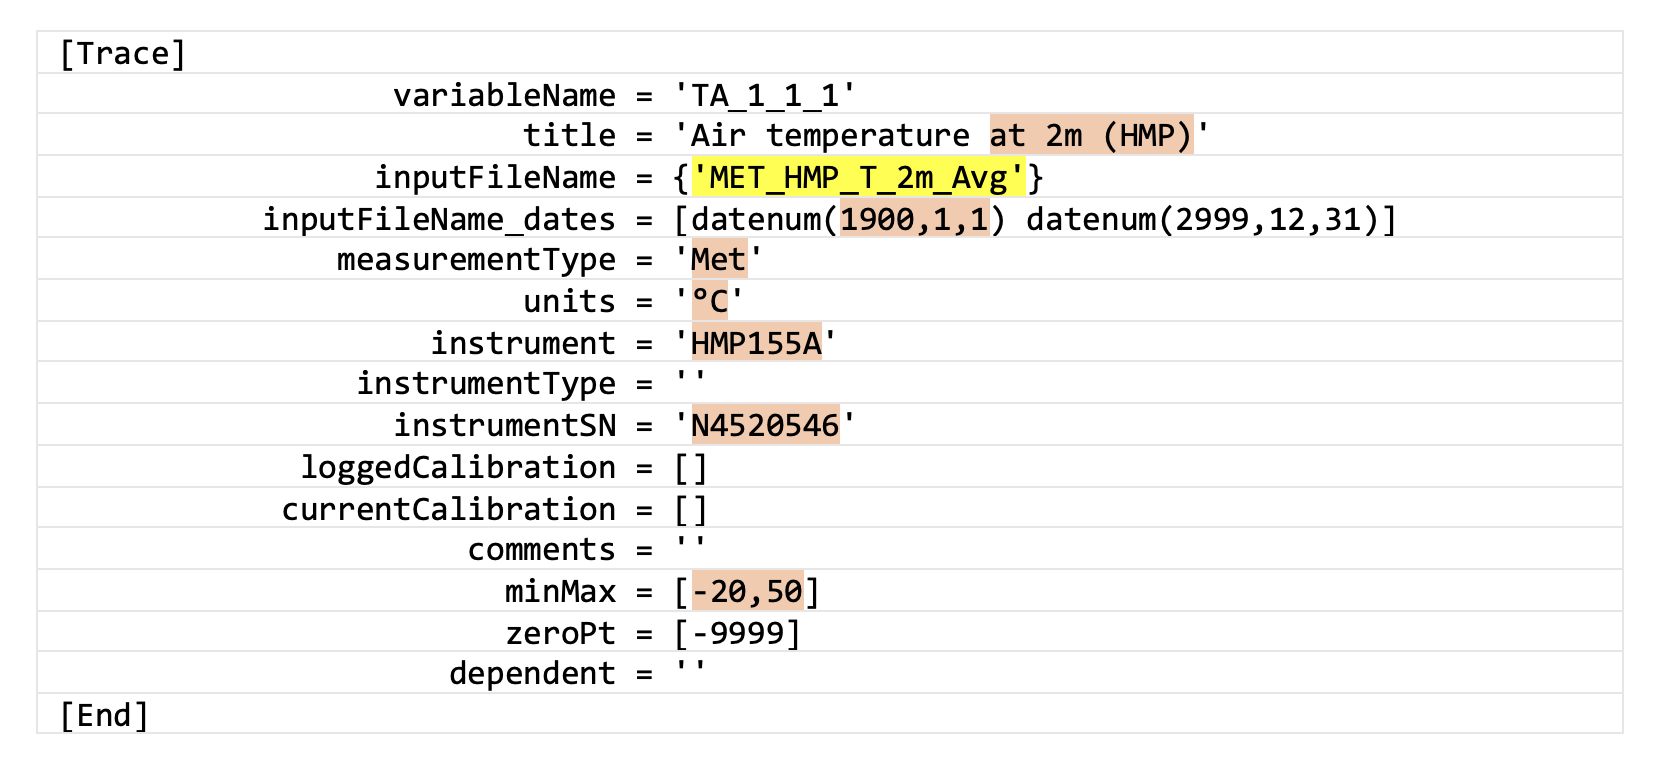 [Trace]
variableName = 'TA_1_1_1'
title = 'Air temperature at 2m (HMP)'
inputFileName = {'MET_HMP_T_2m_Avg'}
inputFileName_dates = [datenum(1900,1,1) datenum(2999,12,31)]
measurementType = 'Met'
units = '°C'
instrument = 'HMP155A'
instrumentType = ''
instrumentSN = 'N4520546'
loggedCalibration = []
currentCalibration = []
comments = ''
minMax = [-20,50]
zeroPt = [-9999]
dependent = ''
[End]